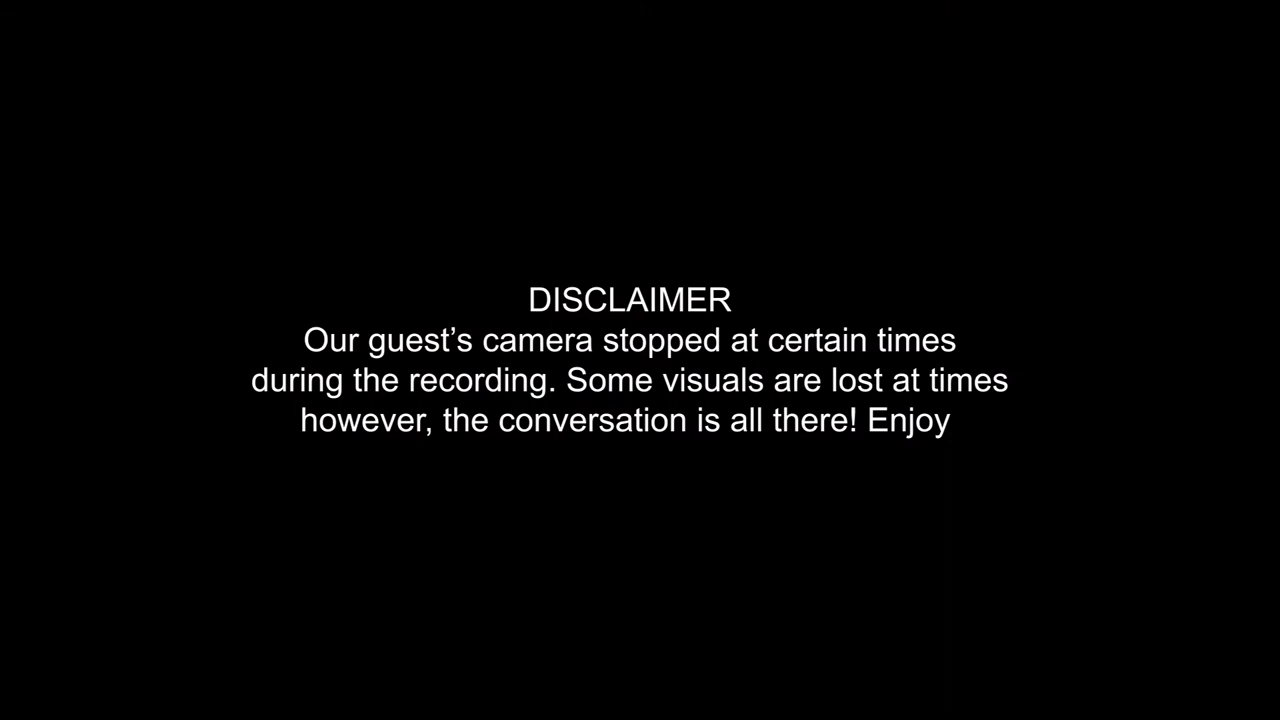 DISCLAIMER
Our guest’s camera stopped at certain times
during the recording. Some visuals are lost at times
however, the conversation is all there! Enjoy